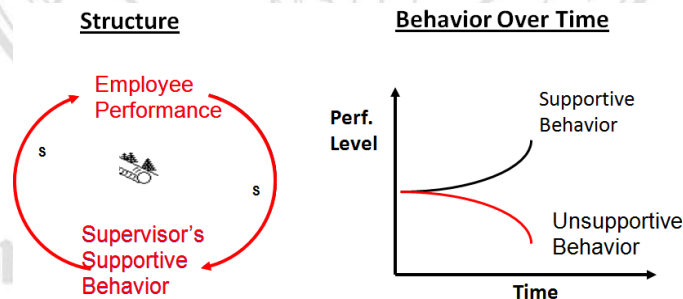 Structure
Behavior Over Time
Employee
Performance
s
s
Supervisor's
Supportive
Behavior
Perf.
Level
Supportive
Behavior
Unsupportive
Behavior
Time